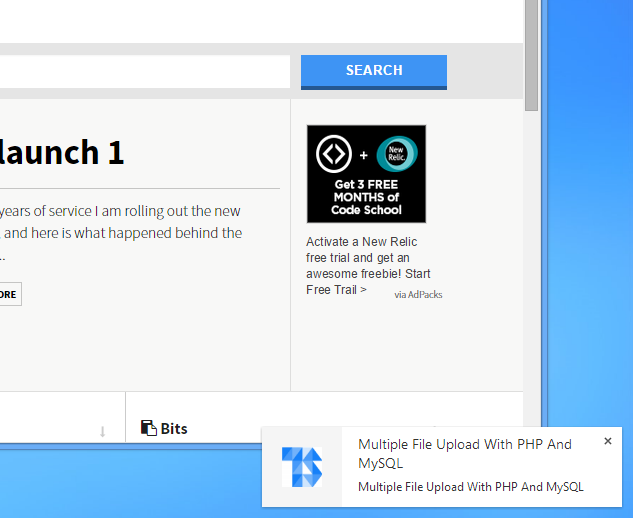 SEARCH
launch 1
years of service I am rolling out the new
and here is what happened behind the
..
ORE
New
Relic.
+
Get 3 FREE
MONTHS of
Code School
Activate a New Relic
free trial and get an
awesome freebie! Start
Free Trail >
via AdPacks
Bits
Multiple File Upload With PHP And
MySQL
×
Multiple File Upload With PHP And MySQL